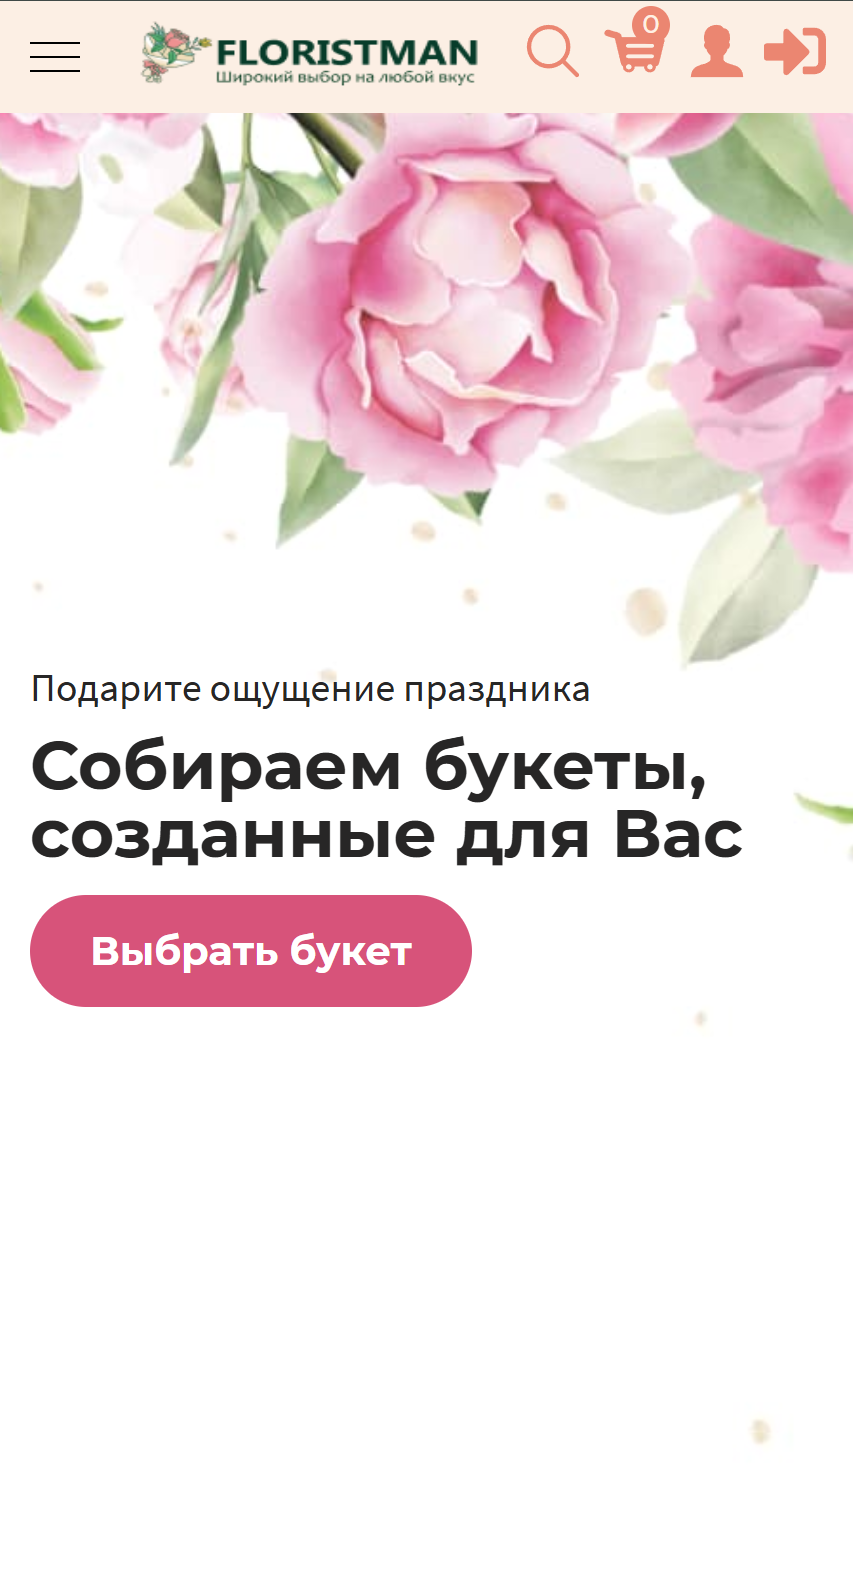 FLORISTMAN
Широкий выбор на любой вкус
0
Подарите ощущение праздника
Собираем букеты,
созданные для Вас
Выбрать букет